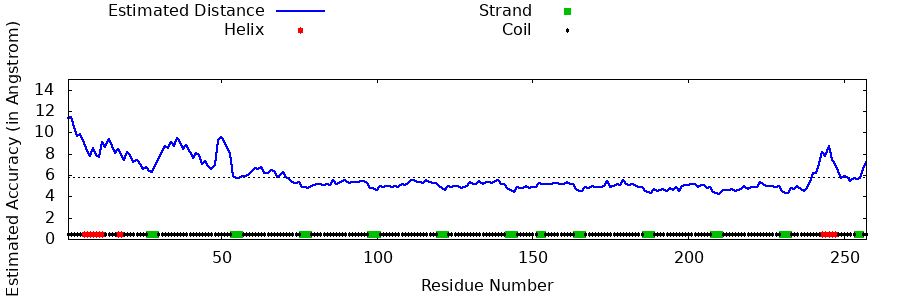 Estimated Distance
Strand
Helix
Coil
Estimated Accuracy (in Angstrom)
14
12
10
8
6
4
2
0
50
100
150
200
250
Residue Number